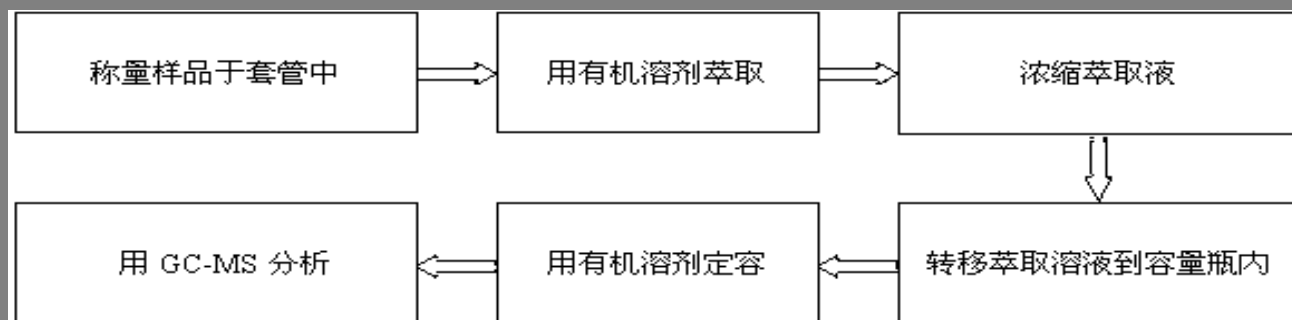 称量样品于套管中
用有机溶剂萃取
浓缩萃取液
转移萃取溶液到容量瓶内
用有机溶剂定容
用 GC-MS 分析